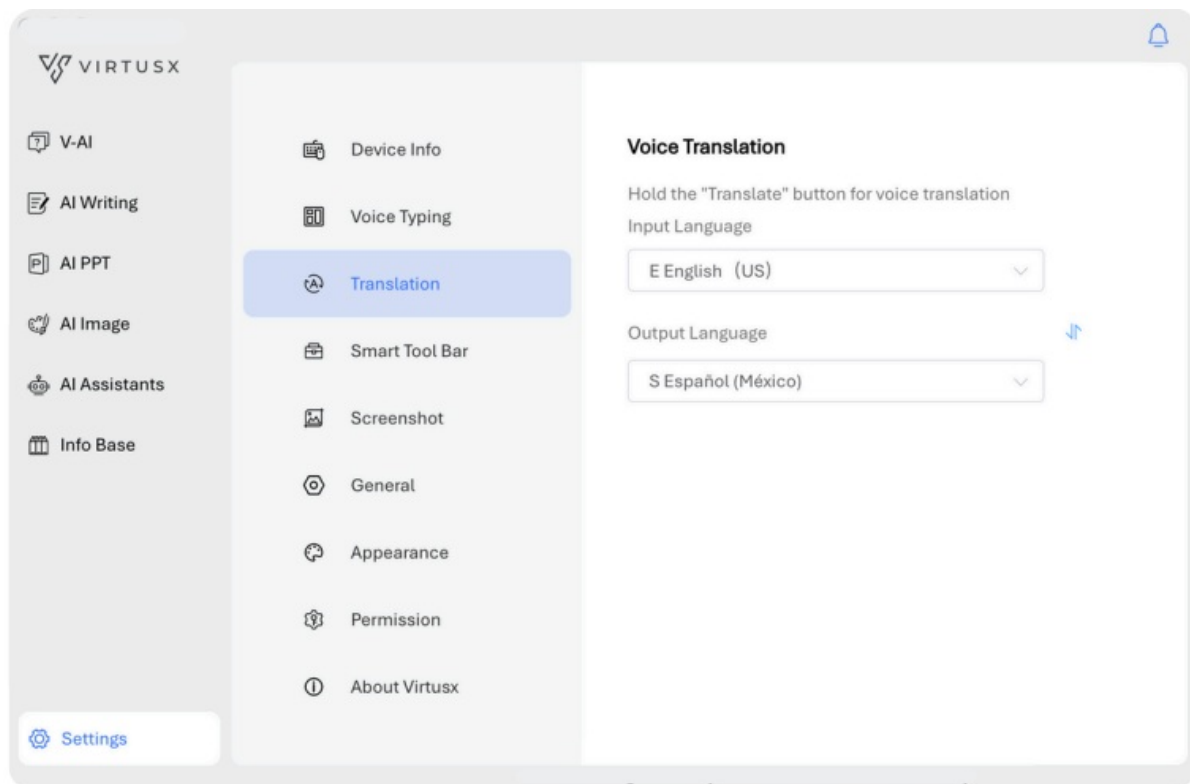 VIRTUSX
V-AI
AI Writing
AI PPT
AI Image
AI Assistants
Info Base
Settings
Device Info
Voice Typing
Translation
Smart Tool Bar
Screenshot
General
Appearance
Permission
About Virtusx
Voice Translation
Hold the "Translate" button for voice translation
Input Language
E English（US）
Output Language
S Español (México)